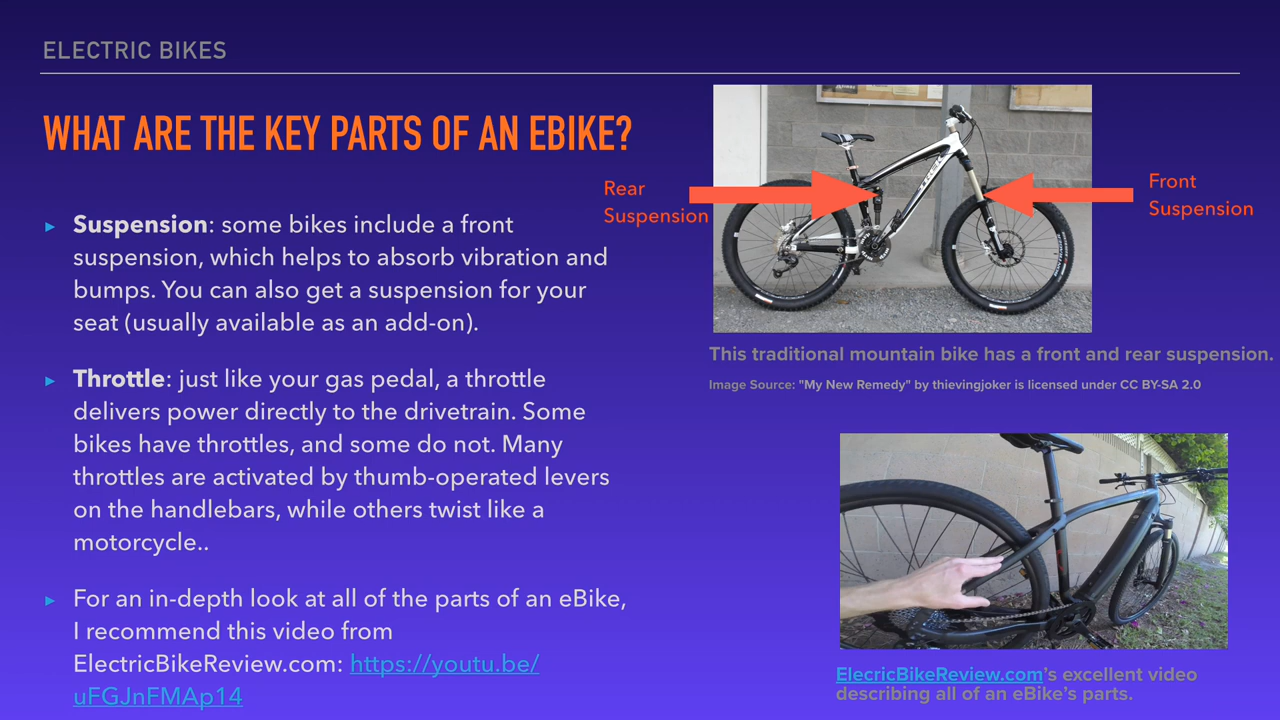 ELECTRIC BIKES
WHAT ARE THE KEY PARTS OF AN EBIKE?
▸ Suspension: some bikes include a front
suspension, which helps to absorb vibration and
bumps. You can also get a suspension for your
seat (usually available as an add-on).
▸ Throttle: just like your gas pedal, a throttle
delivers power directly to the drivetrain. Some
bikes have throttles, and some do not. Many
throttles are activated by thumb-operated levers
on the handlebars, while others twist like a
motorcycle..
▸ For an in-depth look at all of the parts of an eBike,
I recommend this video from
ElectricBikeReview.com: https://youtu.be/
uFGJnFMAp14
Rear
Suspension
TREK
Front
Suspension
This traditional mountain bike has a front and rear suspension.
Image Source: "My New Remedy" by thievingjoker is licensed under CC BY-SA 2.0
ElecricBikeReview.com's excellent video
describing all of an eBike's parts.